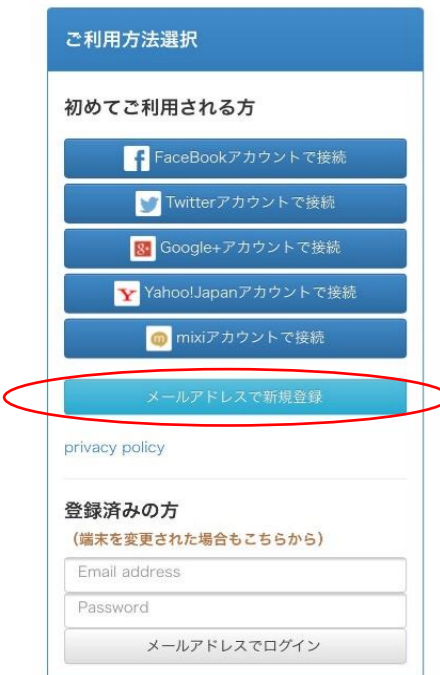 ご利用方法選択
初めてご利用される方
FaceBookアカウントで接続
Twitterアカウントで接続
Google+アカウントで接続
Yahoo!Japanアカウントで接続
mixiアカウントで接続
メールアドレスで新規登録
privacy policy
登録済みの方
（端末を変更された場合もこちらから）
Email address
Password
メールアドレスでログイン